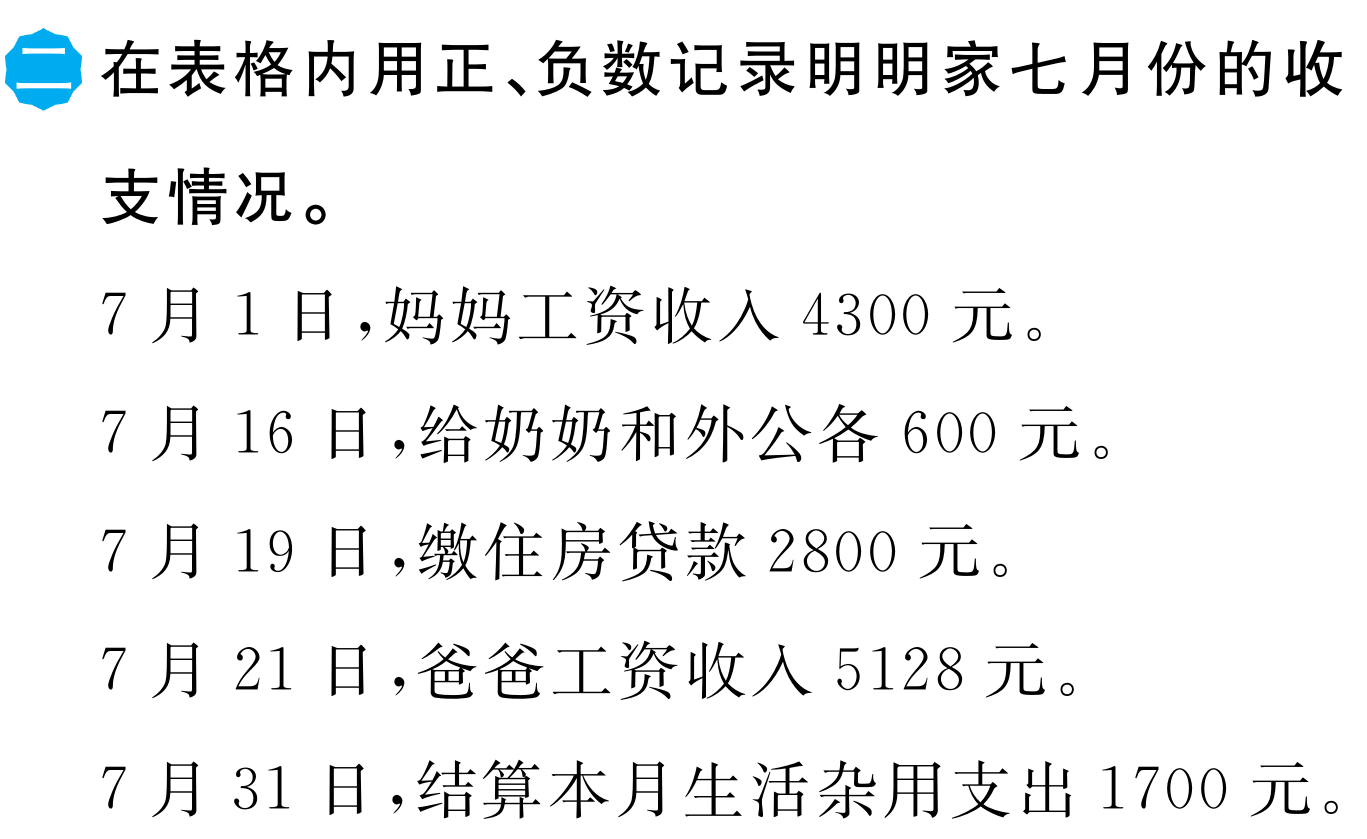 二 在表格内用正、负数记录明明家七月份的收
支情况。
7 月 1 日,妈妈工资收入 4300 元。
7 月 16 日,给奶奶和外公各 600 元。
7 月 19 日,缴住房贷款 2800 元。
7 月 21 日,爸爸工资收入 5128 元。
7 月 31 日,结算本月生活杂用支出 1700 元。